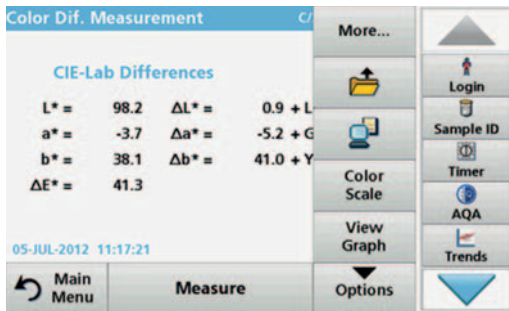 Color Dif. Measurement C/
CIE-Lab Differences
L* = 98.2 ΔL* = 0.9 + L
a* = -3.7 Δa* = -5.2 + G
b* = 38.1 Δb* = 41.0 + Y
ΔE* = 41.3
05-JUL-2012 11:17:21
Main
Menu
Measure
More...
Color
Scale
View
Graph
Options
Login
Sample ID
Timer
AQA
Trends